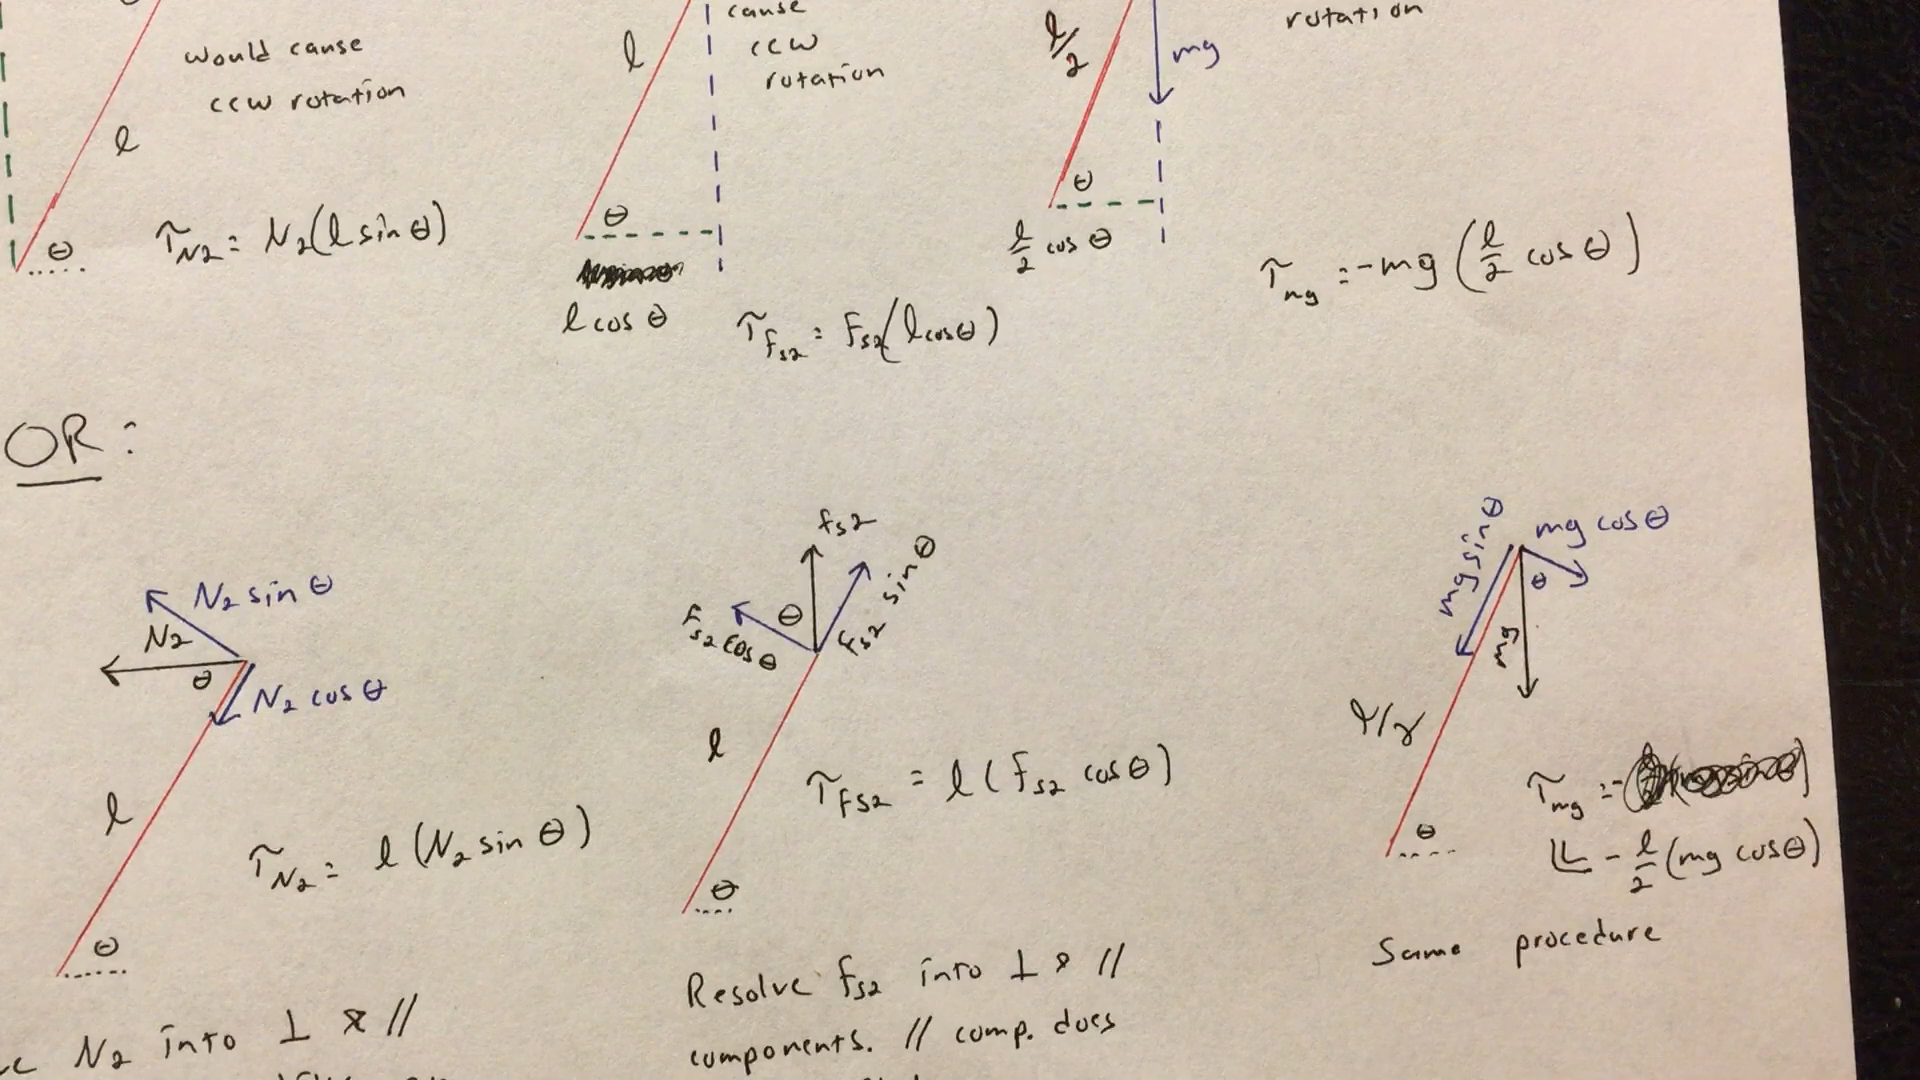 would cause
ccw rotation
l
θ
τN2 = N2(l sin θ)
cause
ccw
rotation
l
θ
l cos θ
τFs2 = Fs2(l cos θ)
rotation
l/2
mg
θ
l/2 cos θ
τmg = -mg (l/2 cos θ)
OR:
N2 sin θ
N2
θ
N2 cos θ
l
τN2 = l (N2 sin θ)
θ
N2 into ⊥ & //
fs2
θ
fs2 sin θ
Fs2 cos θ
l
τFs2 = l (fs2 cos θ)
θ
Resolve fs2 into ⊥ & //
components. // comp. does
mg sin θ
mg cos θ
θ
mg
l/2
θ
τmg = -
- l/2 (mg cos θ)
Same procedure